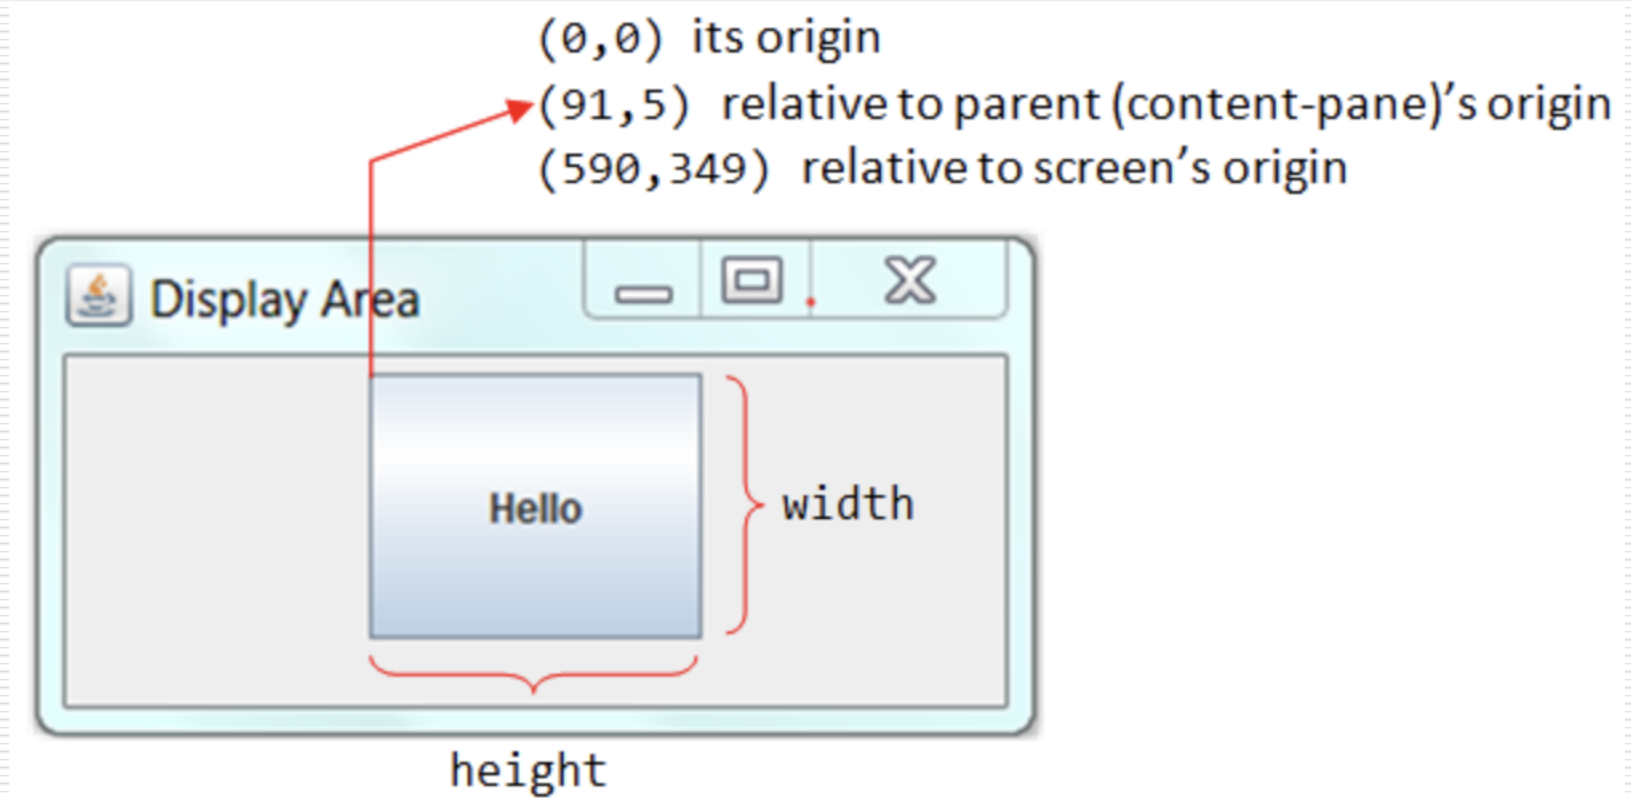 (0,0) its origin
(91,5) relative to parent (content-pane)’s origin
(590,349) relative to screen’s origin
Display Area
Hello
width
height